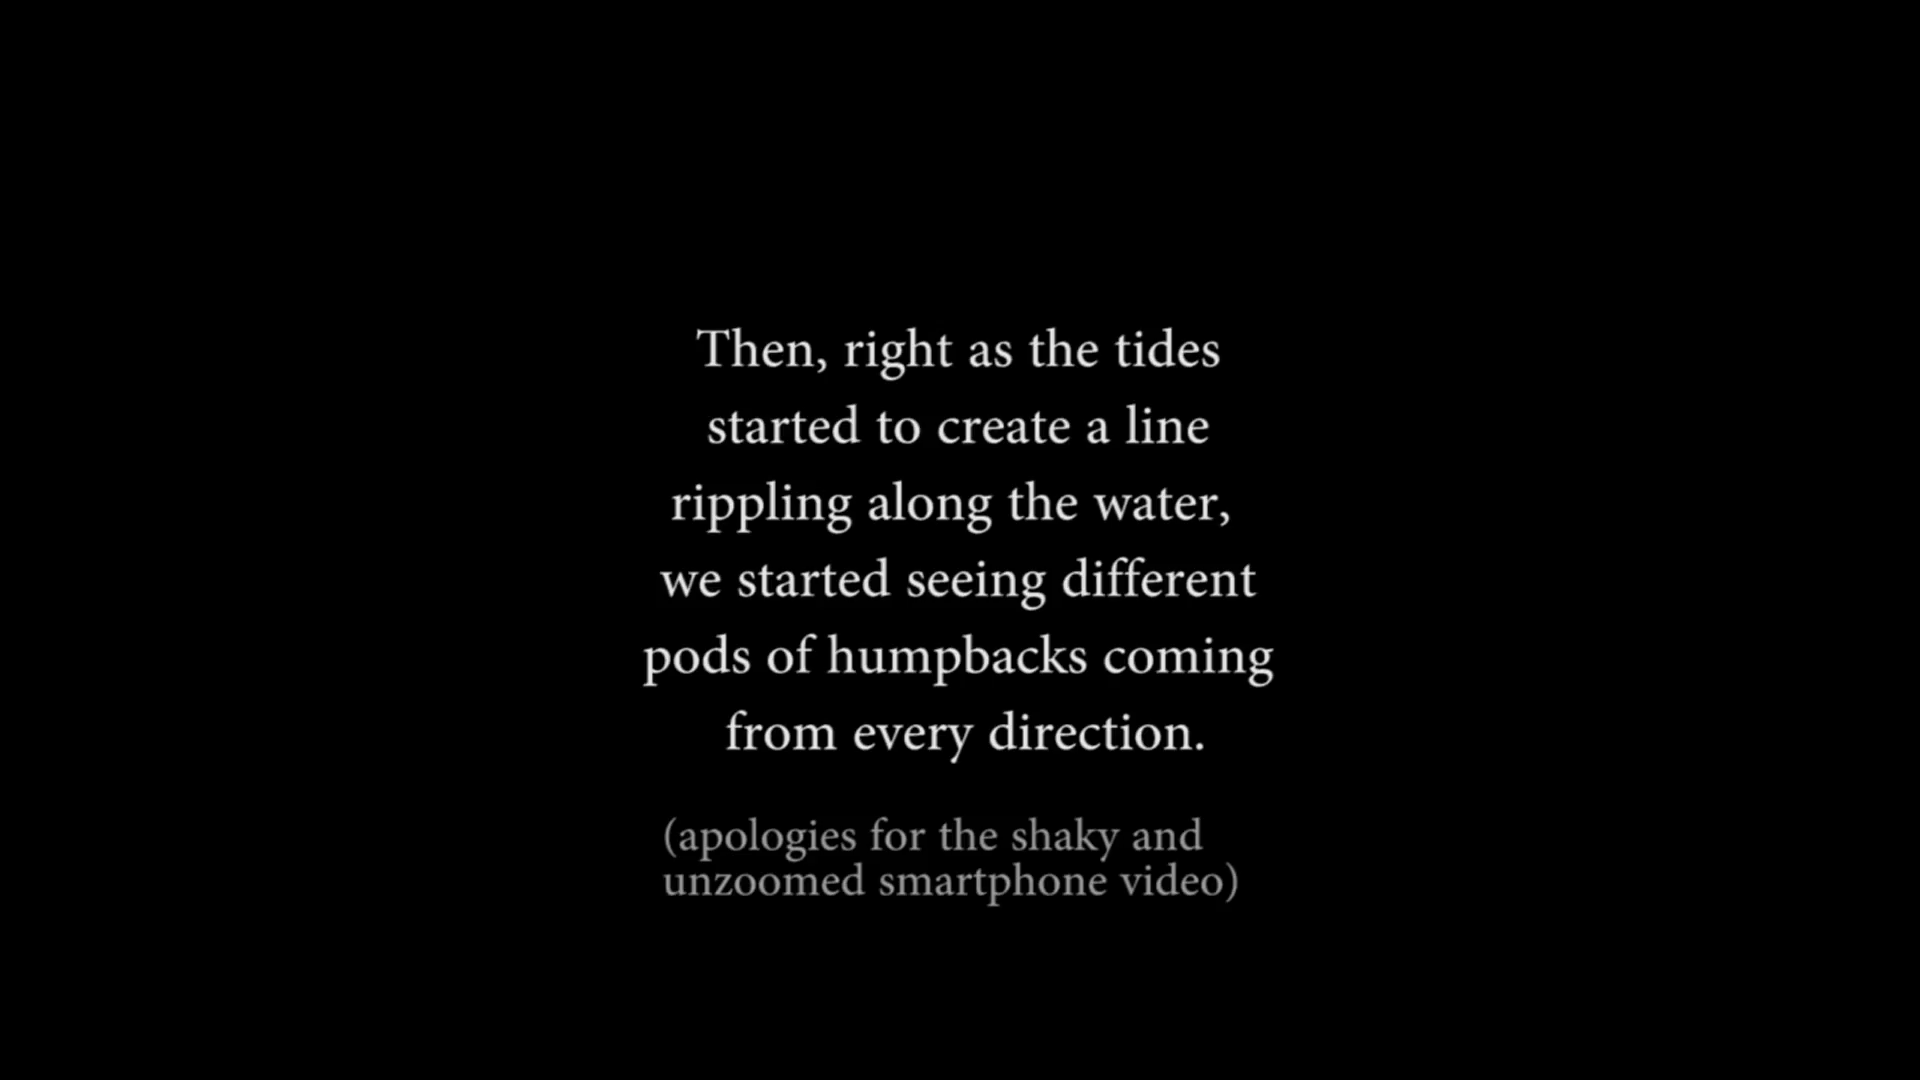 Then, right as the tides
started to create a line
rippling along the water,
we started seeing different
pods of humpbacks coming
from every direction.
(apologies for the shaky and
unzoomed smartphone video)